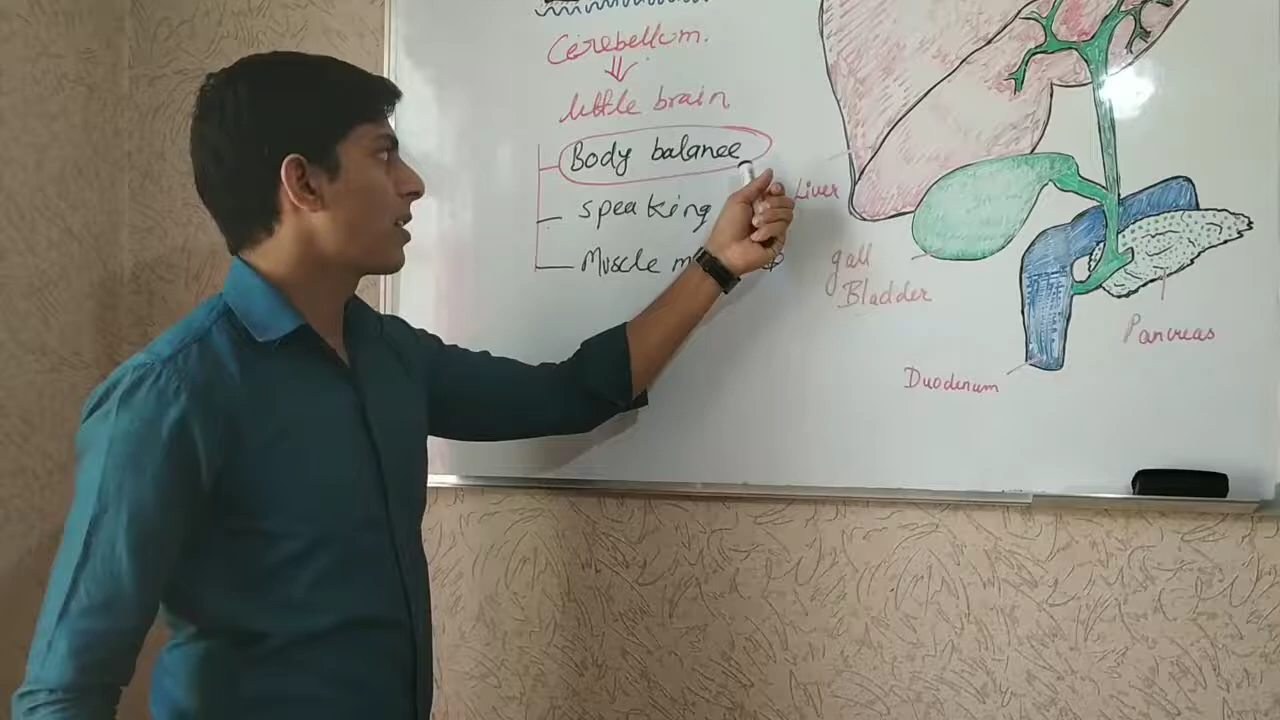 Cerebellum.
little brain
Body balance
speaking
Muscle
Liver
gall
Bladder
Pancreas
Duodenum